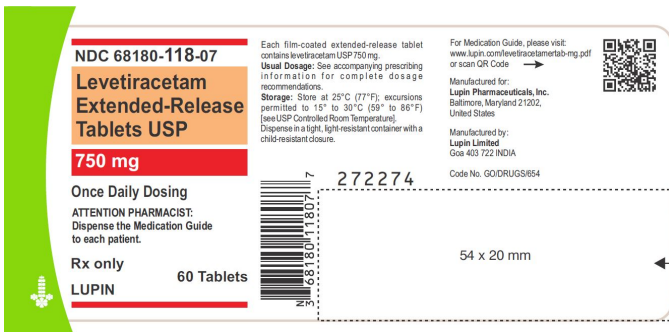 NDC 68180-118-07
Levetiracetam
Extended-Release
Tablets USP
750 mg
Once Daily Dosing
ATTENTION PHARMACIST:
Dispense the Medication Guide
to each patient.
Rx only
60 Tablets
LUPIN
Each film-coated extended-release tablet
contains levetiracetam USP 750 mg.
Usual Dosage: See accompanying prescribing
information for complete dosage
recommendations.
Storage: Store at 25°C (77°F); excursions
permitted to 15° to 30°C (59° to 86°F)
[see USP Controlled Room Temperature].
Dispense in a tight, light-resistant container with a
child-resistant closure.
N 3 68180 11807 7
272274
For Medication Guide, please visit:
www.lupin.com/levetiracetamertab-mg.pdf
or scan QR Code
Manufactured for:
Lupin Pharmaceuticals, Inc.
Baltimore, Maryland 21202,
United States
Manufactured by:
Lupin Limited
Goa 403 722 INDIA
Code No. GO/DRUGS/654
54 x 20 mm